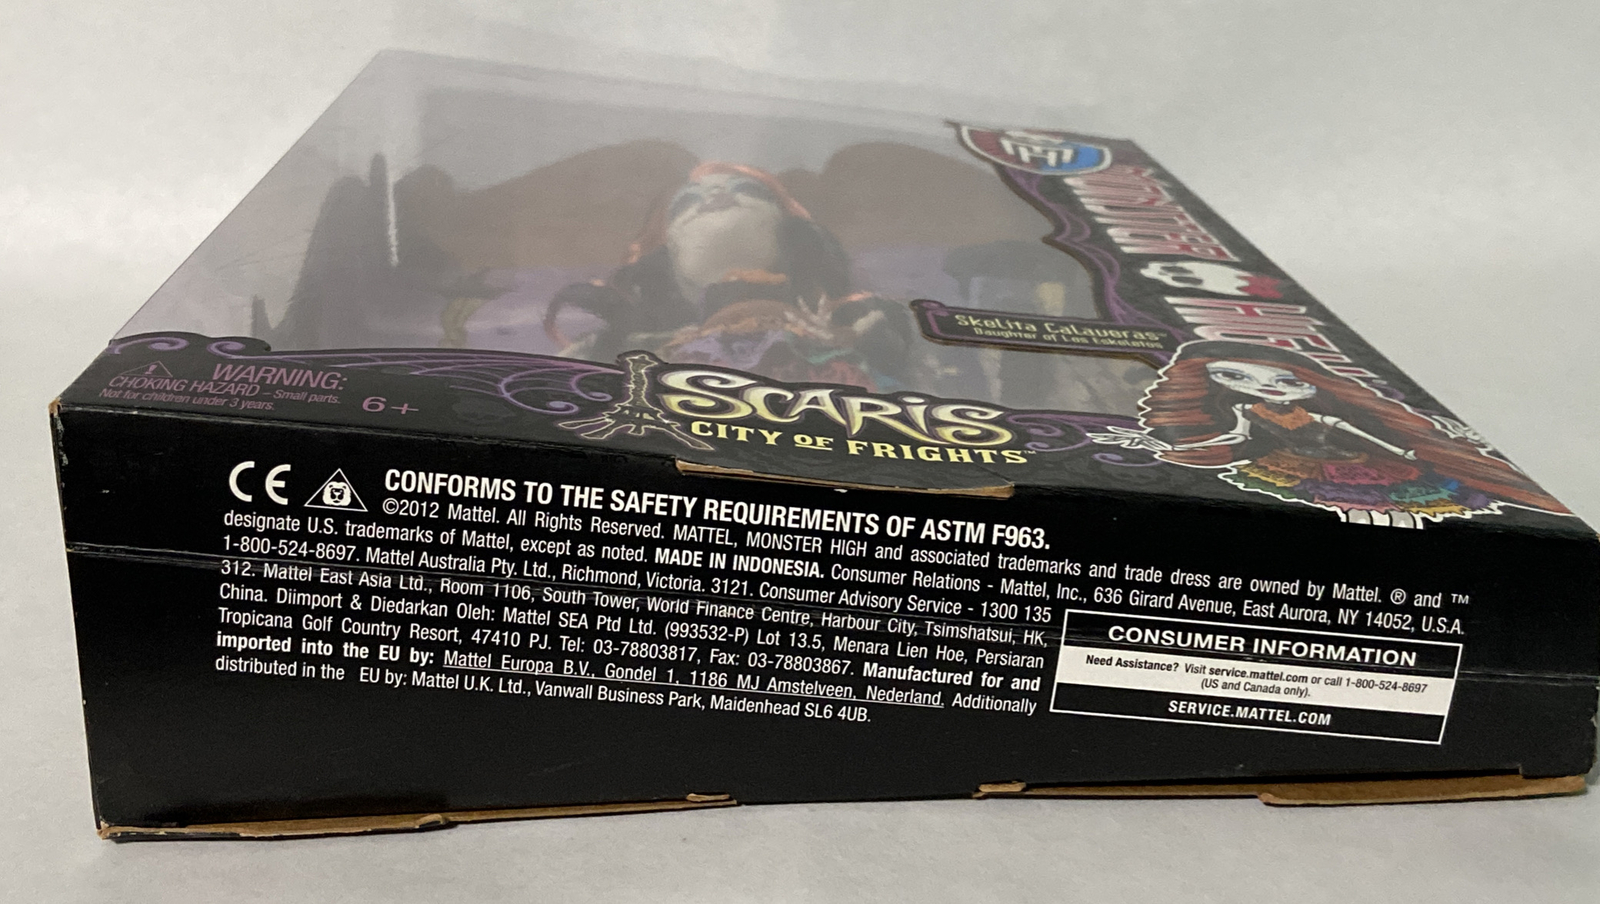 MONSTER
HIGH
Skelita Calaveras™
Daughter of Los Eskeletos
WARNING:
CHOKING HAZARD – Small parts.
Not for children under 3 years.
6+
SCARiS
CITY OF FRIGHTS™
CE
CONFORMS TO THE SAFETY REQUIREMENTS OF ASTM F963.
©2012 Mattel. All Rights Reserved. MATTEL, MONSTER HIGH and associated trademarks and trade dress are owned by Mattel. ® and ™
designate U.S. trademarks of Mattel, except as noted. MADE IN INDONESIA. Consumer Relations - Mattel, Inc., 636 Girard Avenue, East Aurora, NY 14052, U.S.A.
1-800-524-8697. Mattel Australia Pty. Ltd., Richmond, Victoria. 3121. Consumer Advisory Service - 1300 135
312. Mattel East Asia Ltd., Room 1106, South Tower, World Finance Centre, Harbour City, Tsimshatsui, HK,
China. Diimport & Diedarkan Oleh: Mattel SEA Ptd Ltd. (993532-P) Lot 13.5, Menara Lien Hoe, Persiaran
Tropicana Golf Country Resort, 47410 PJ. Tel: 03-78803817, Fax: 03-78803867. Manufactured for and
imported into the EU by: Mattel Europa B.V., Gondel 1, 1186 MJ Amstelveen, Nederland. Additionally
distributed in the EU by: Mattel U.K. Ltd., Vanwall Business Park, Maidenhead SL6 4UB.
CONSUMER INFORMATION
Need Assistance? Visit service.mattel.com or call 1-800-524-8697
(US and Canada only).
SERVICE.MATTEL.COM